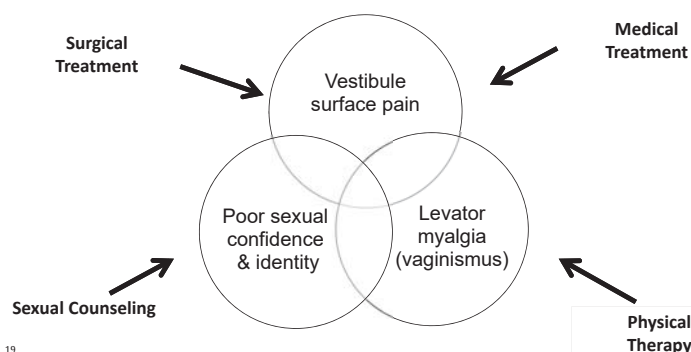 Surgical
Treatment
Medical
Treatment
Vestibule
surface pain
Poor sexual
confidence
& identity
Levator
myalgia
(vaginismus)
Sexual Counseling
Physical
Therapy
19